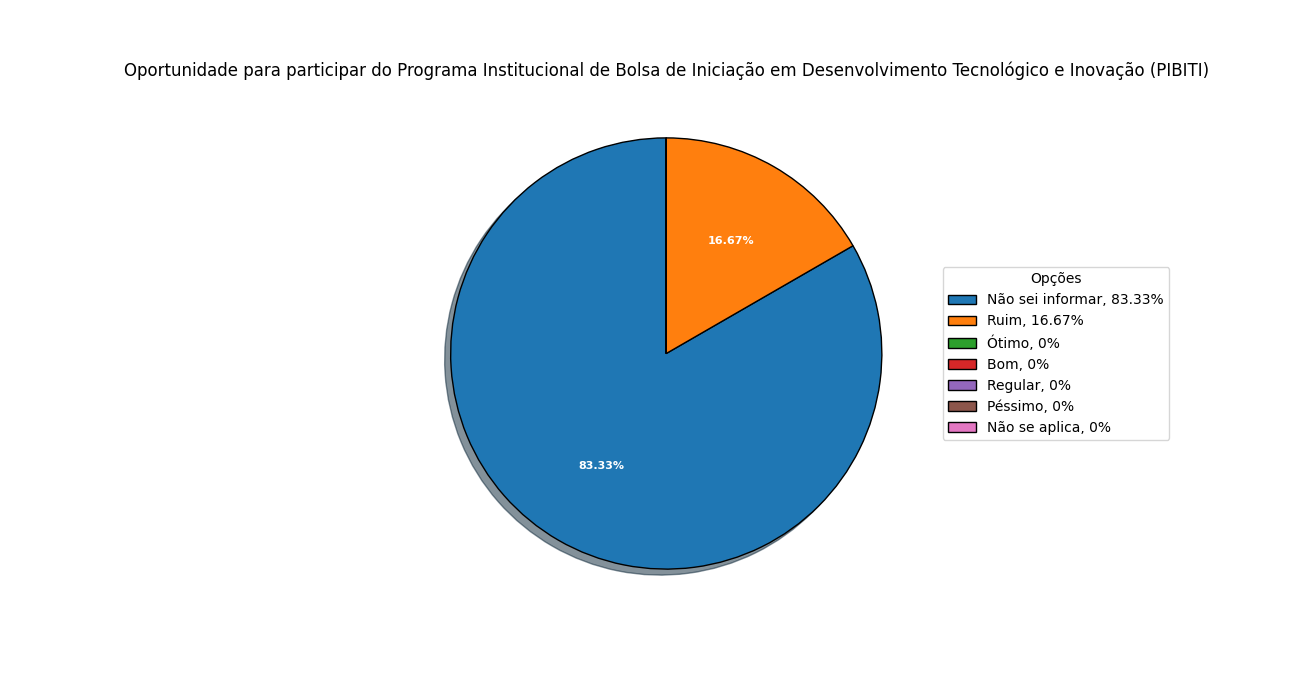 Oportunidade para participar do Programa Institucional de Bolsa de Iniciação em Desenvolvimento Tecnológico e Inovação (PIBITI)
16.67%
83.33%
Opções
Não sei informar, 83.33%
Ruim, 16.67%
Ótimo, 0%
Bom, 0%
Regular, 0%
Péssimo, 0%
Não se aplica, 0%